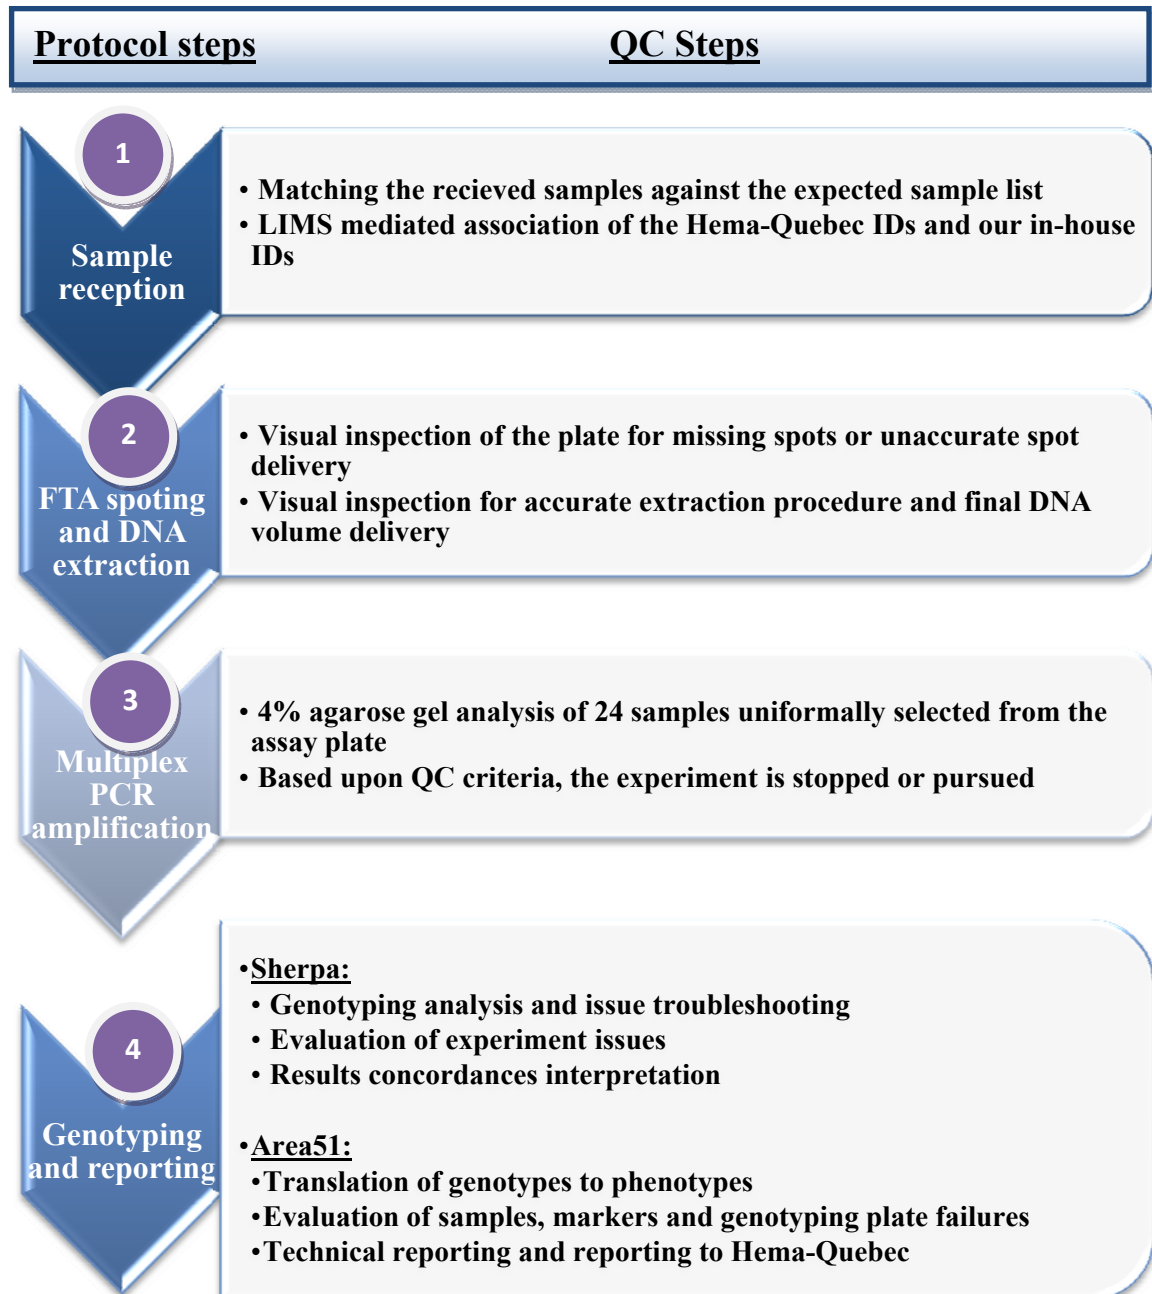 Protocol steps
QC Steps
1
Sample
reception
• Matching the recieved samples against the expected sample list
• LIMS mediated association of the Hema-Quebec IDs and our in-house
IDs
2
FTA spoting
and DNA
extraction
• Visual inspection of the plate for missing spots or unaccurate spot
delivery
• Visual inspection for accurate extraction procedure and final DNA
volume delivery
3
Multiplex
PCR
amplification
• 4% agarose gel analysis of 24 samples uniformally selected from the
assay plate
• Based upon QC criteria, the experiment is stopped or pursued
4
Genotyping
and reporting
•Sherpa:
• Genotyping analysis and issue troubleshooting
• Evaluation of experiment issues
• Results concordances interpretation
•Area51:
•Translation of genotypes to phenotypes
•Evaluation of samples, markers and genotyping plate failures
•Technical reporting and reporting to Hema-Quebec